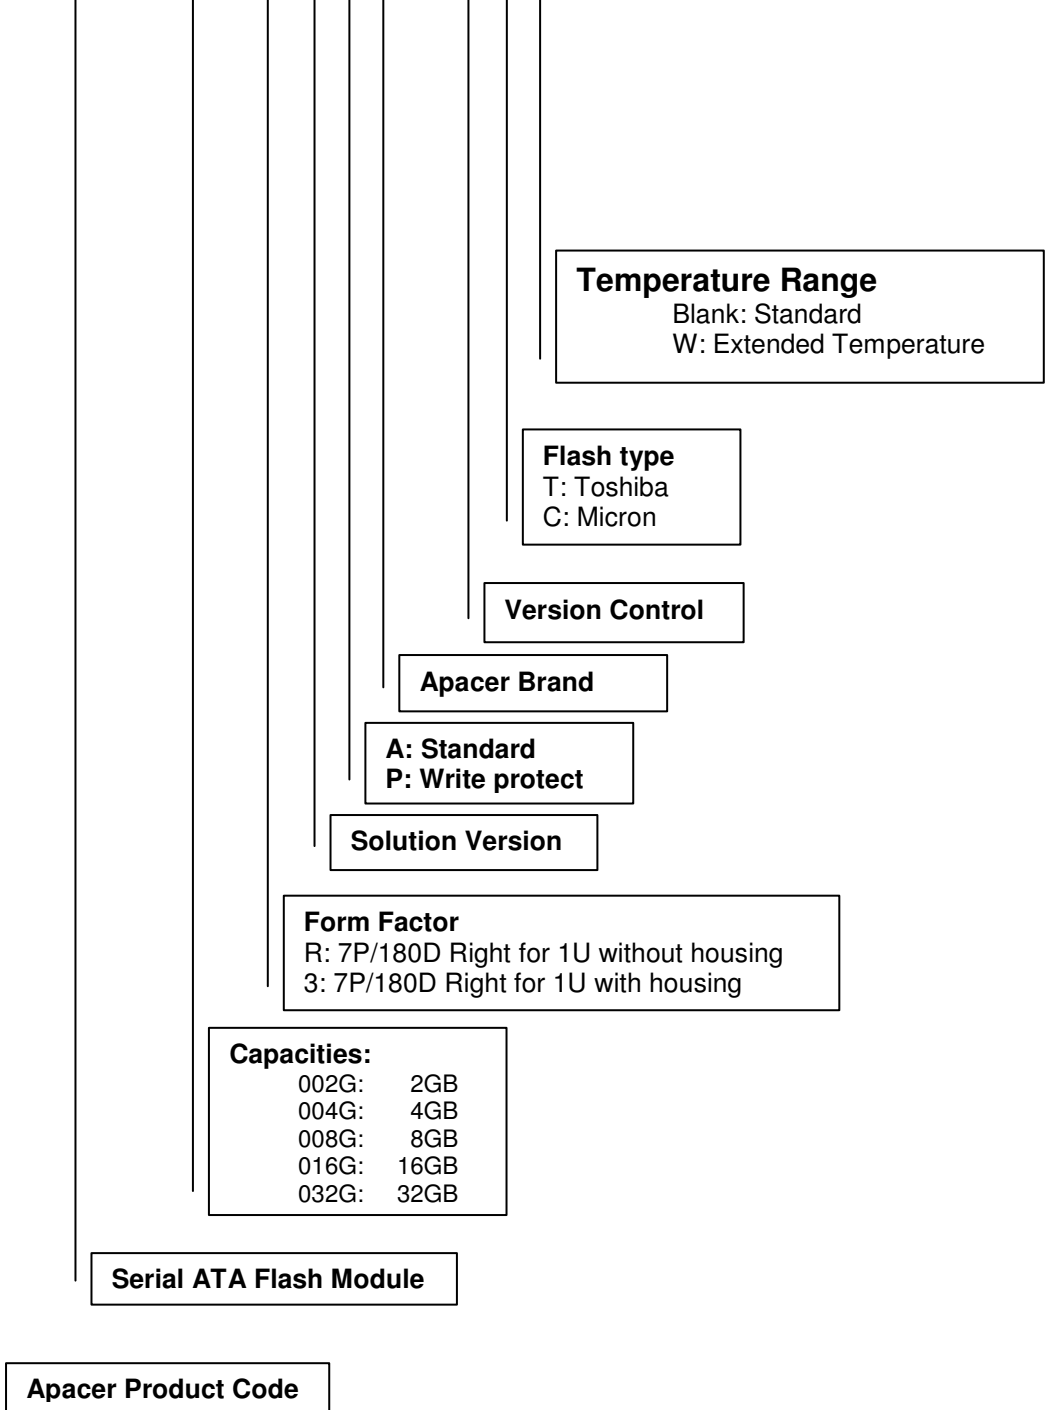 Temperature Range
Blank: Standard
W: Extended Temperature
Flash type
T: Toshiba
C: Micron
Version Control
Apacer Brand
A: Standard
P: Write protect
Solution Version
Form Factor
R: 7P/180D Right for 1U without housing
3: 7P/180D Right for 1U with housing
Capacities:
002G: 2GB
004G: 4GB
008G: 8GB
016G: 16GB
032G: 32GB
Serial ATA Flash Module
Apacer Product Code